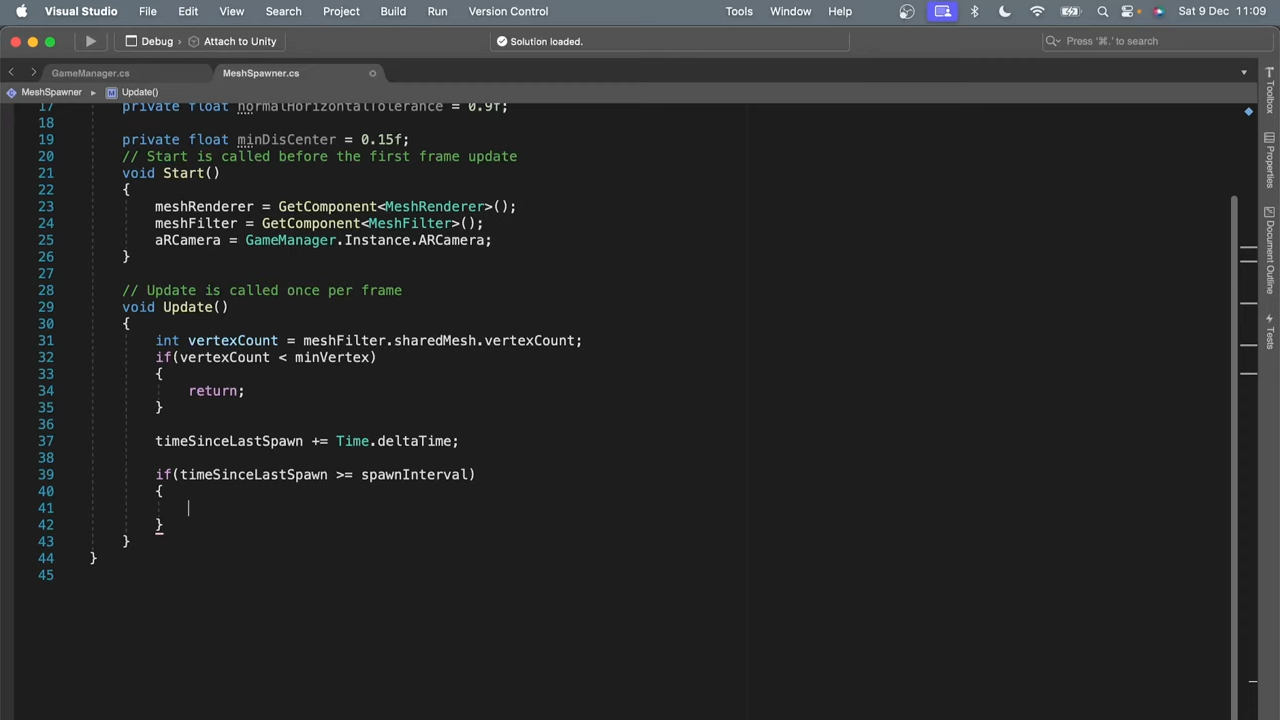 Visual Studio File Edit View Search Project Build Run Version Control Tools Window Help Sat 9 Dec 11:09
Debug Attach to Unity Solution loaded. Press '⌘.' to search
GameManager.cs MeshSpawner.cs
MeshSpawner Update()
17 private float normalHorizontalTolerance = 0.9f;
18
19 private float minDisCenter = 0.15f;
20 // Start is called before the first frame update
21 void Start()
22 {
23 meshRenderer = GetComponent<MeshRenderer>();
24 meshFilter = GetComponent<MeshFilter>();
25 aRCamera = GameManager.Instance.ARCamera;
26 }
27
28 // Update is called once per frame
29 void Update()
30 {
31 int vertexCount = meshFilter.sharedMesh.vertexCount;
32 if(vertexCount < minVertex)
33 {
34 return;
35 }
36
37 timeSinceLastSpawn += Time.deltaTime;
38
39 if(timeSinceLastSpawn >= spawnInterval)
40 {
41
42 }
43 }
44 }
45
Toolbox
Properties
Document Outline
Tests